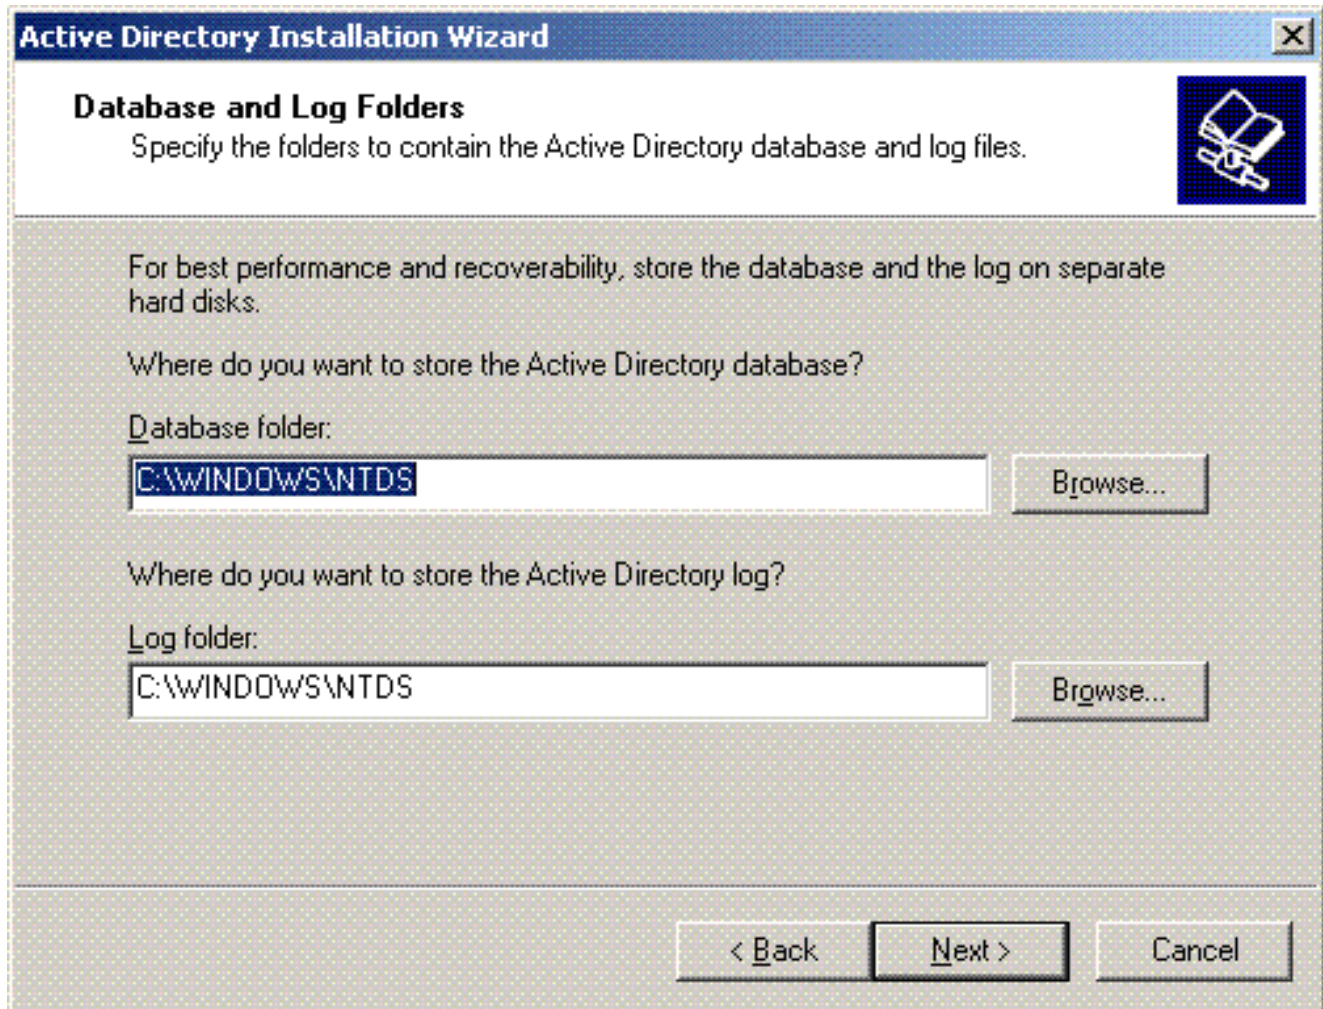 Active Directory Installation Wizard
Database and Log Folders
Specify the folders to contain the Active Directory database and log files.
For best performance and recoverability, store the database and the log on separate
hard disks.
Where do you want to store the Active Directory database?
Database folder:
C:\WINDOWS\NTDS
Browse...
Where do you want to store the Active Directory log?
Log folder:
C:\WINDOWS\NTDS
Browse...
< Back
Next >
Cancel